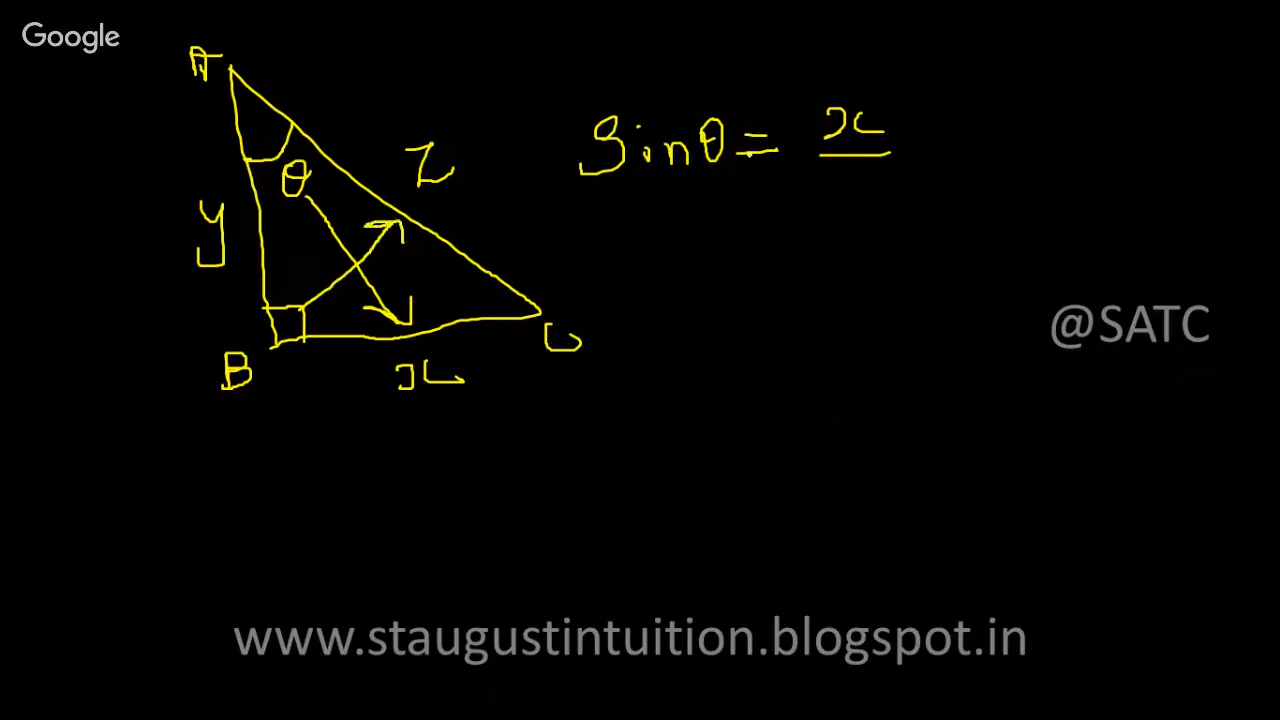 Google
A
Z
Sinθ = x
θ
y
@SATC
B
x
C
www.staugustintuition.blogspot.in